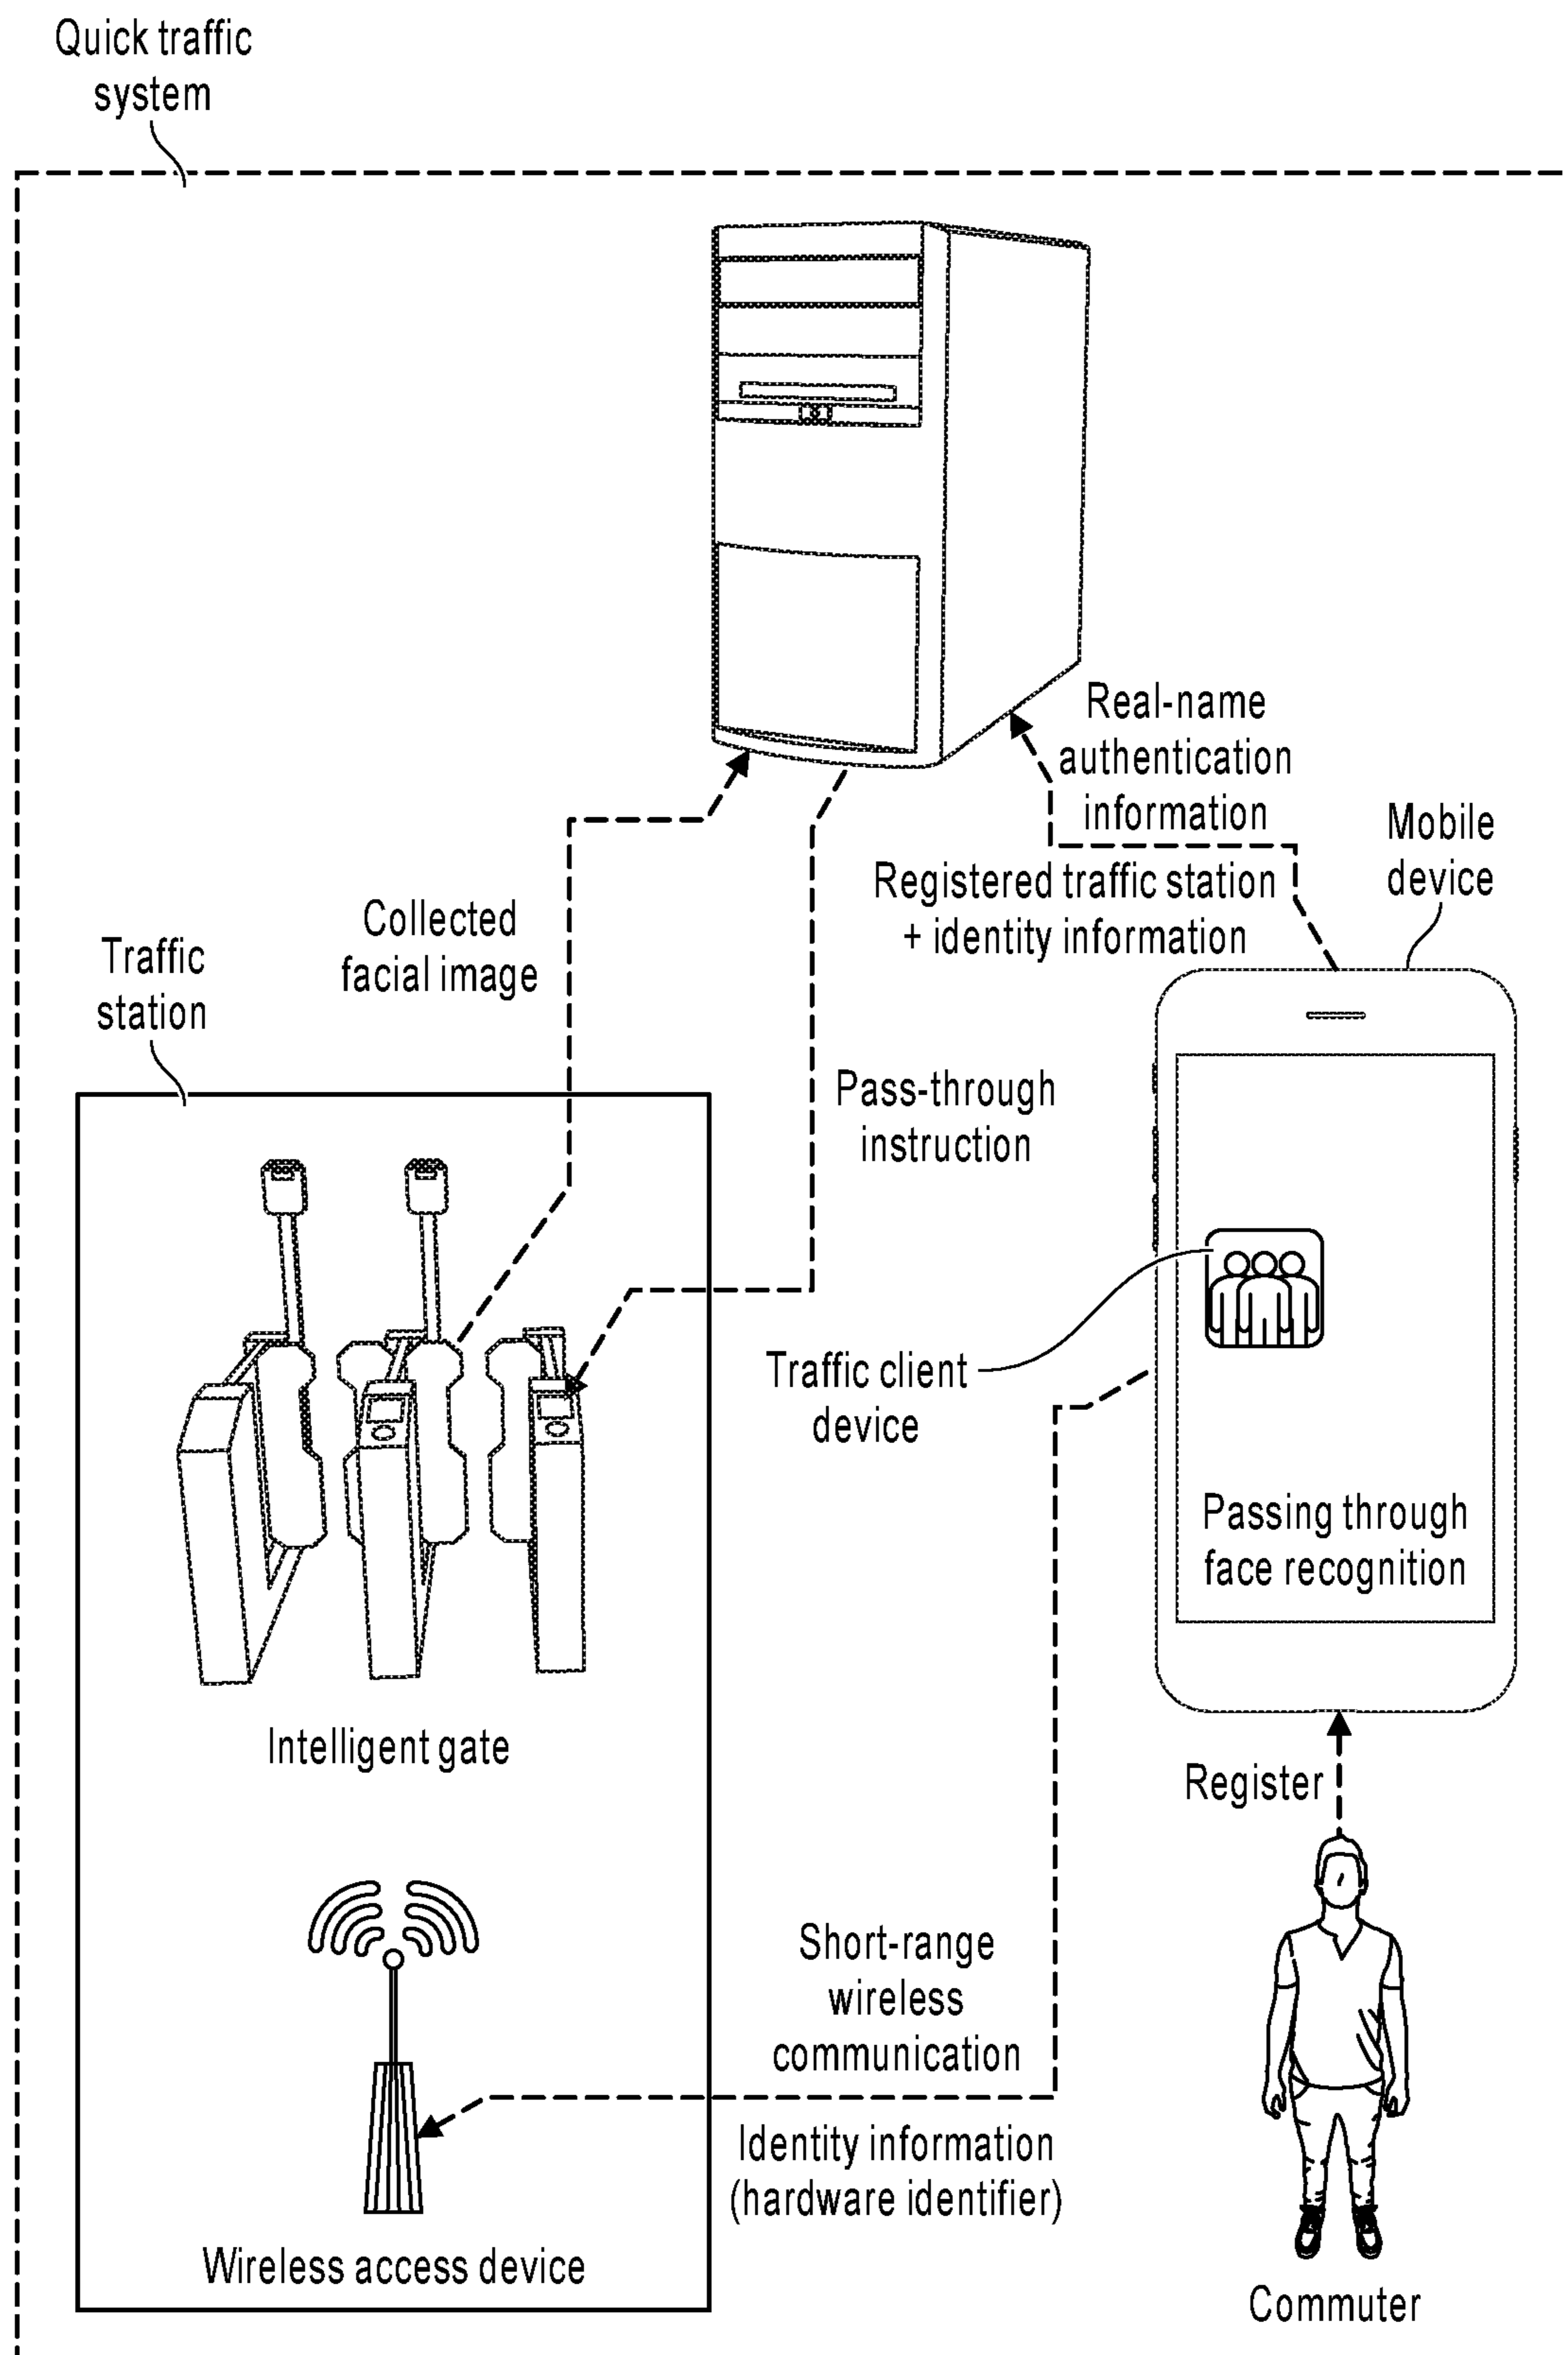 Quick traffic
system
Real-name
authentication
information
Mobile
device
Registered traffic station
+ identity information
Collected
facial image
Traffic
station
Pass-through
instruction
Traffic client
device
Passing through
face recognition
Intelligent gate
Register
Short-range
wireless
communication
Identity information
(hardware identifier)
Wireless access device
Commuter